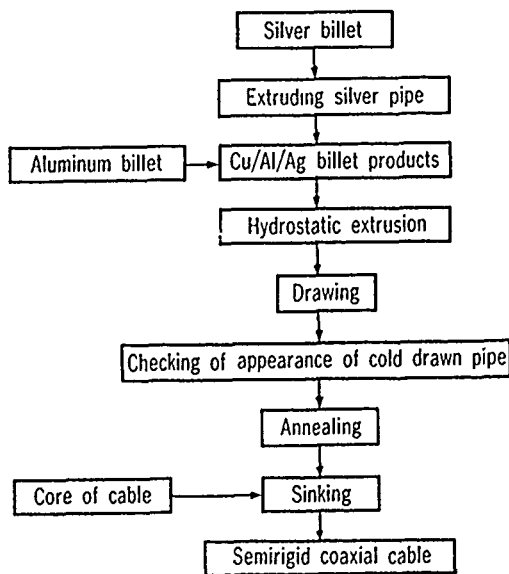 Silver billet
Extruding silver pipe
Aluminum billet
Cu/Al/Ag billet products
Hydrostatic extrusion
Drawing
Checking of appearance of cold drawn pipe
Annealing
Core of cable
Sinking
Semirigid coaxial cable